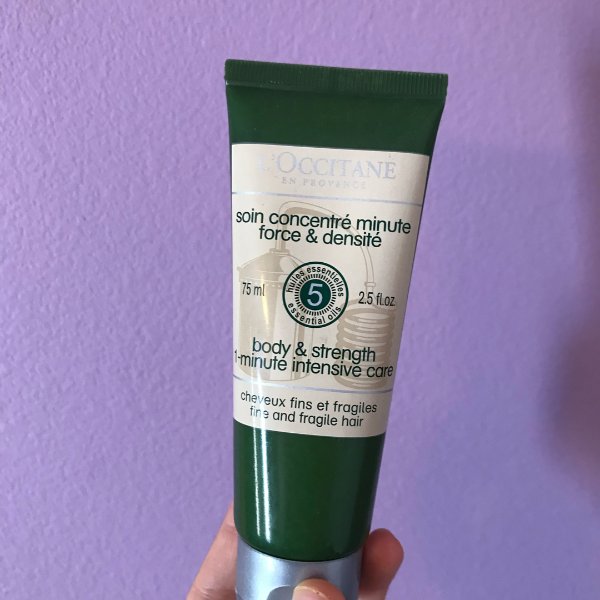 L'OCCITANE
EN PROVENCE
soin concentré minute
force & densité
75 ml
huiles essentielles
5
essential oils
2.5 fl.oz.
body & strength
1-minute intensive care
cheveux fins et fragiles
fine and fragile hair